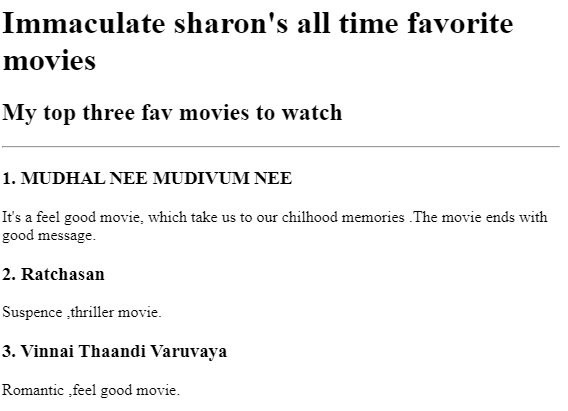 Immaculate sharon's all time favorite
movies
My top three fav movies to watch
1. MUDHAL NEE MUDIVUM NEE
It's a feel good movie, which take us to our chilhood memories .The movie ends with
good message.
2. Ratchasan
Suspence ,thriller movie.
3. Vinnai Thaandi Varuvaya
Romantic ,feel good movie.